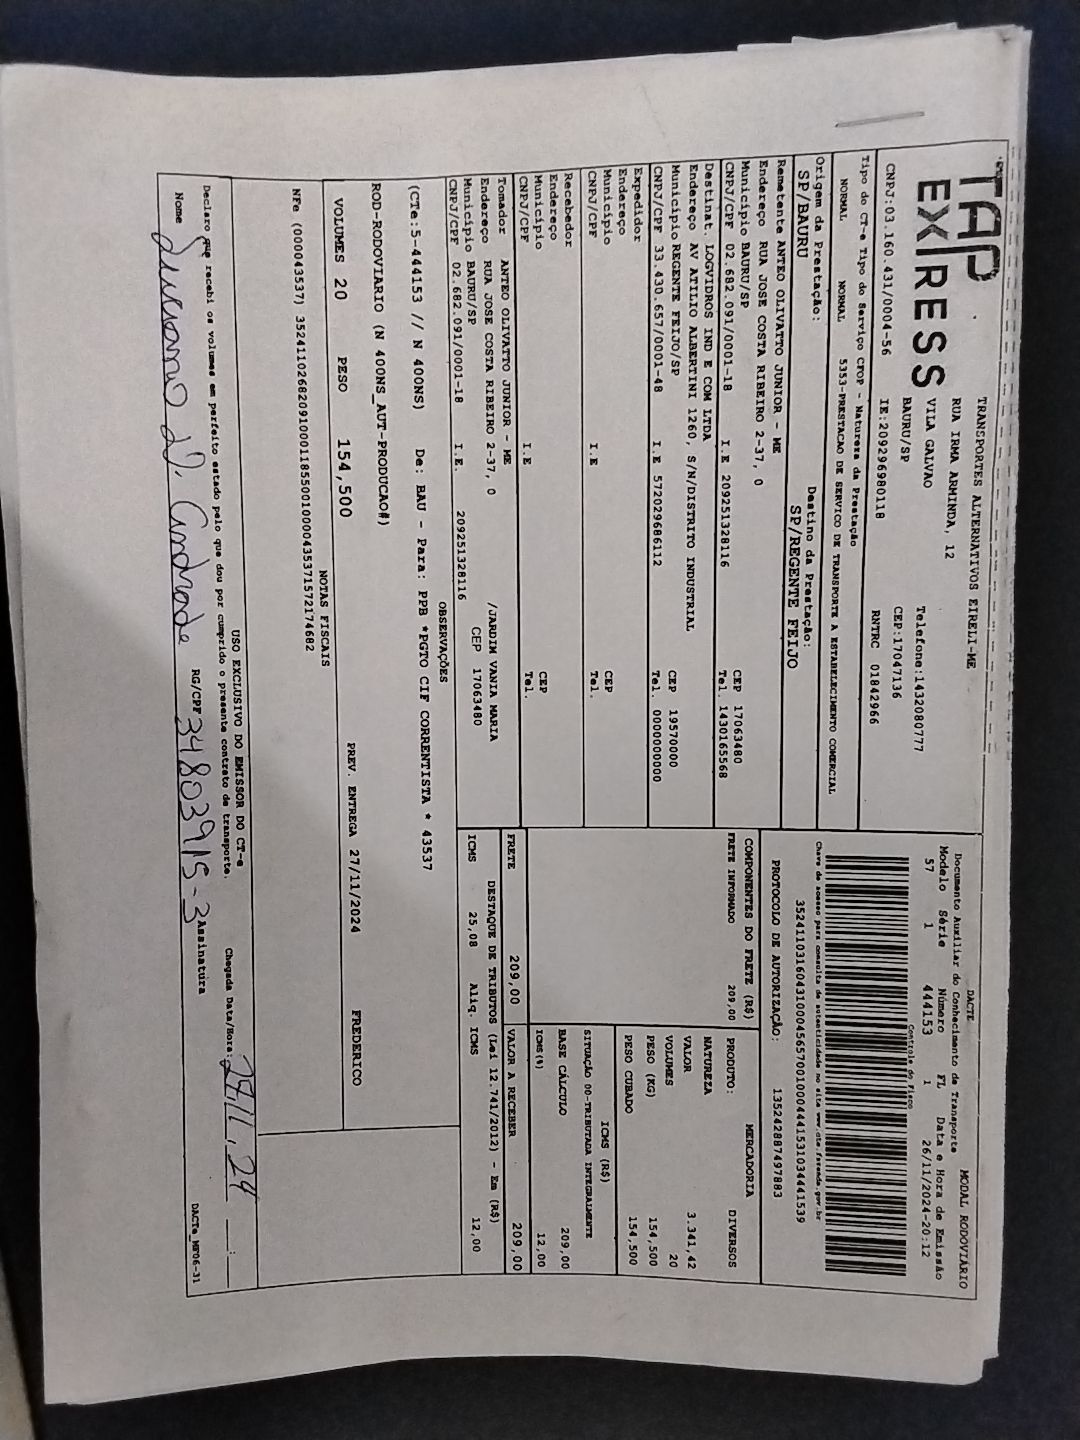 TAP EXPRESS
TRANSPORTES ALTERNATIVOS EIRELI-ME
RUA IRMA ARMINDA, 12
VILA GALVAO
BAURU/SP
Telefone:1432080777
CEP:17047136
CNPJ:03.160.431/0004-56 IE:209296980118 RNTRC 01842966
Tipo do CT-e Tipo do Serviço CFOP - Natureza da Prestação
NORMAL NORMAL 5353-PRESTACAO DE SERVICO DE TRANSPORTE A ESTABELECIMENTO COMERCIAL
Origem da Prestação: Destino da Prestação:
SP/BAURU SP/REGENTE FEIJO
DACTE MODAL RODOVIÁRIO
Documento Auxiliar do Conhecimento de Transporte
Modelo Série Número FL Data e Hora de Emissão
57 1 444153 1 26/11/2024-20:12
Controle do Fisco
Chave de acesso para consulta de autenticidade no site www.cte.fazenda.gov.br
35241103160431000456570010004441531034441539
PROTOCOLO DE AUTORIZAÇÃO: 135242887497883
Remetente ANTEO OLIVATTO JUNIOR - ME
Endereço RUA JOSE COSTA RIBEIRO 2-37, 0
Município BAURU/SP CEP 17063480
CNPJ/CPF 02.682.091/0001-18 I.E 209251328116 Tel. 1430165568
Destinat. LOGVIDROS IND E COM LTDA
Endereço AV ATILIO ALBERTINI 1260, S/N/DISTRITO INDUSTRIAL
Município REGENTE FEIJO/SP CEP 19570000
CNPJ/CPF 33.430.657/0001-48 I.E 572029686112 Tel. 0000000000
Expedidor
Endereço
Município CEP
CNPJ/CPF I.E Tel.
Recebedor
Endereço
Município CEP
CNPJ/CPF I.E Tel.
Tomador ANTEO OLIVATTO JUNIOR - ME
Endereço RUA JOSE COSTA RIBEIRO 2-37, 0 /JARDIM VANIA MARIA
Município BAURU/SP CEP 17063480
CNPJ/CPF 02.682.091/0001-18 I.E. 209251328116
COMPONENTES DO FRETE (R$)
FRETE INFORMADO 209,00
PRODUTO: MERCADORIA
NATUREZA DIVERSOS
VALOR 3.341,42
VOLUMES 20
PESO (KG) 154,500
PESO CUBADO 154,500
ICMS (R$)
SITUAÇÃO 00-TRIBUTADA INTEGRALMENTE
BASE CÁLCULO 209,00
ICMS(%) 12,00
FRETE 209,00 VALOR A RECEBER 209,00
DESTAQUE DE TRIBUTOS (Lei 12.741/2012) - Em (R$)
ICMS 25,08 Aliq. ICMS 12,00
OBSERVAÇÕES
(CTe:5-444153 // N 400NS) De: BAU - Para: PPB *PGTO CIF CORRENTISTA * 43537
ROD-RODOVIARIO (N 400NS_AUT-PRODUCAO#)
VOLUMES 20 PESO 154,500 PREV. ENTREGA 27/11/2024 FREDERICO
NOTAS FISCAIS
NFe (000043537) 35241102682091000118550010000435371572174682
USO EXCLUSIVO DO EMISSOR DO CT-e
Declaro que recebi os volumes em perfeito estado pelo que dou por cumprido o presente contrato de transporte. Chegada Data/Hora: 27,11,24 __:__
Nome Andrade RG/CPF 34803915-3 Assinatura
DACTe_MP06-31